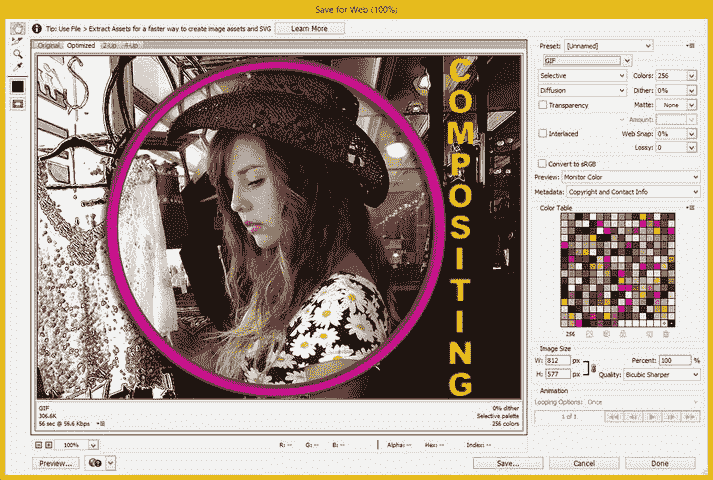 Save for Web (100%)
Tip: Use File > Extract Assets for a faster way to create image assets and SVG
Learn More
Original Optimized 2-Up 4-Up
COMPOSITING
GIF
306.6K
56 sec @ 56.6 Kbps
0% dither
Selective palette
256 colors
100%
R: -- G: -- B: -- Alpha: -- Hex: -- Index: --
Preview...
Save... Cancel Done
Preset: [Unnamed]
GIF
Selective Colors: 256
Diffusion Dither: 0%
Transparency Matte: None
Amount:
Interlaced Web Snap: 0%
Lossy: 0
Convert to sRGB
Preview: Monitor Color
Metadata: Copyright and Contact Info
Color Table
256
Image Size
W: 812 px Percent: 100 %
H: 577 px Quality: Bicubic Sharper
Animation
Looping Options: Once
1 of 1